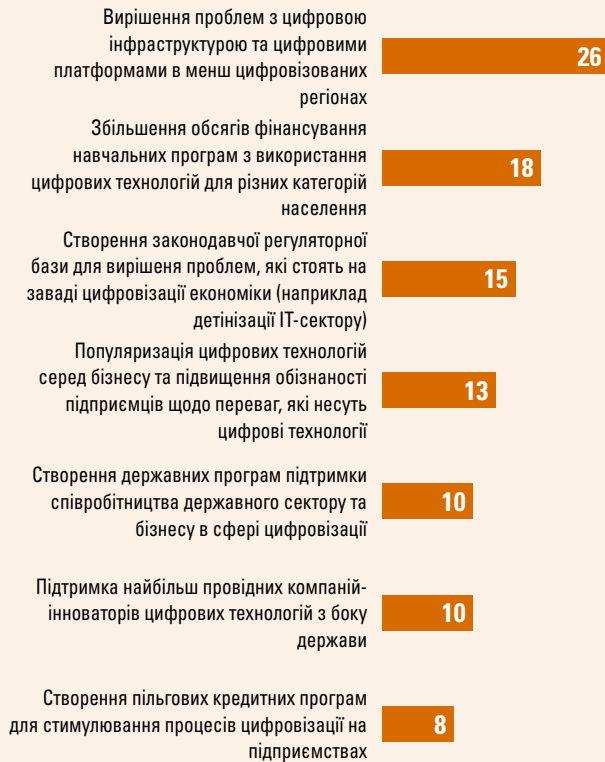 Вирішення проблем з цифровою
інфраструктурою та цифровими
платформами в менш цифровізованих
регіонах
26
Збільшення обсягів фінансування
навчальних програм з використання
цифрових технологій для різних категорій
населення
18
Створення законодавчої регуляторної
бази для вирішеня проблем, які стоять на
заваді цифровізації економіки (наприклад
детінізації ІТ-сектору)
15
Популяризація цифрових технологій
серед бізнесу та підвищення обізнаності
підприємців щодо переваг, які несуть
цифрові технології
13
Створення державних програм підтримки
співробітництва державного сектору та
бізнесу в сфері цифровізації
10
Підтримка найбільш провідних компаній-
інноваторів цифрових технологій з боку
держави
10
Створення пільгових кредитних програм
для стимулювання процесів цифровізації на
підприємствах
8